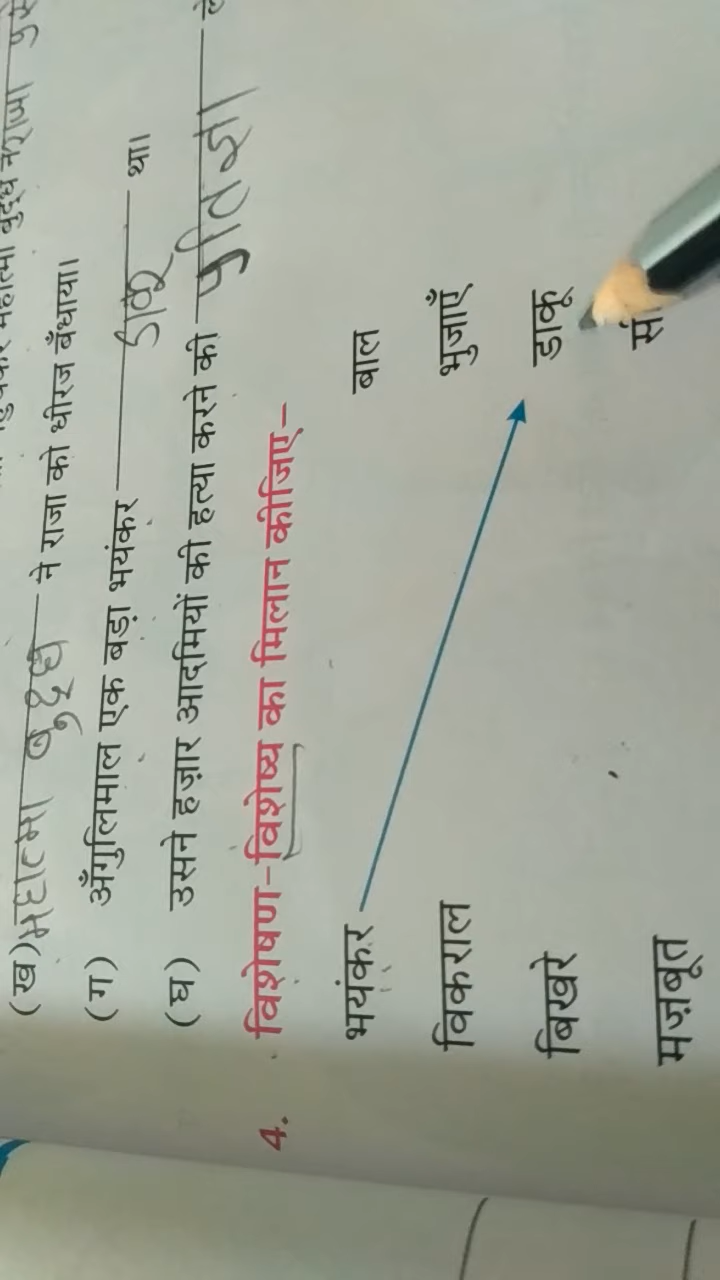 महात्मा बुद्ध
(ख) महात्मा बुद्ध ने राजा को धीरज बँधाया।
(ग) अँगुलिमाल एक बड़ा भयंकर डाकू था।
(घ) उसने हज़ार आदमियों की हत्या करने की प्रतिज्ञा
4. विशेषण-विशेष्य का मिलान कीजिए-
भयंकर बाल
विकराल भुजाएँ
बिखरे डाकू
मज़बूत